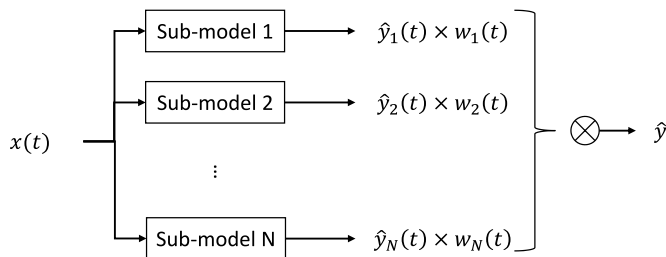 Sub-model 1
ŷ₁(t) × w₁(t)
Sub-model 2
ŷ₂(t) × w₂(t)
x(t)
ŷ
⋮
Sub-model N
ŷ_N(t) × w_N(t)